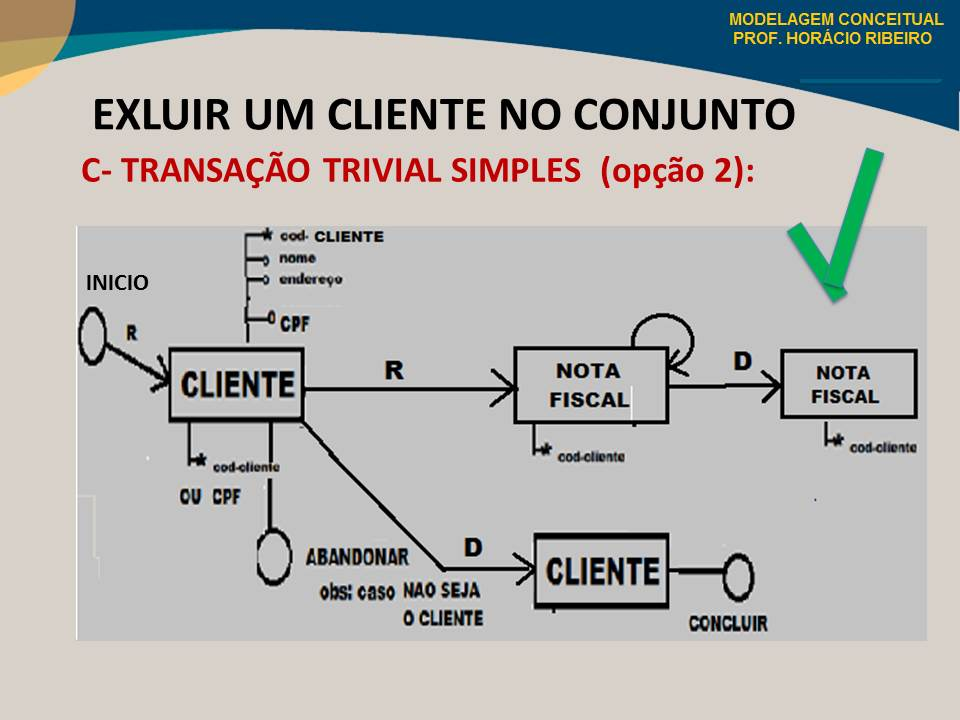 MODELAGEM CONCEITUAL
PROF. HORÁCIO RIBEIRO
EXLUIR UM CLIENTE NO CONJUNTO
C- TRANSAÇÃO TRIVIAL SIMPLES (opção 2):
* cod- CLIENTE
nome
endereço
CPF
INICIO
R
CLIENTE
* cod-cliente
OU CPF
R
NOTA
FISCAL
* cod-cliente
D
NOTA
FISCAL
* cod-cliente
ABANDONAR
obs: caso NAO SEJA
O CLIENTE
D
CLIENTE
CONCLUIR